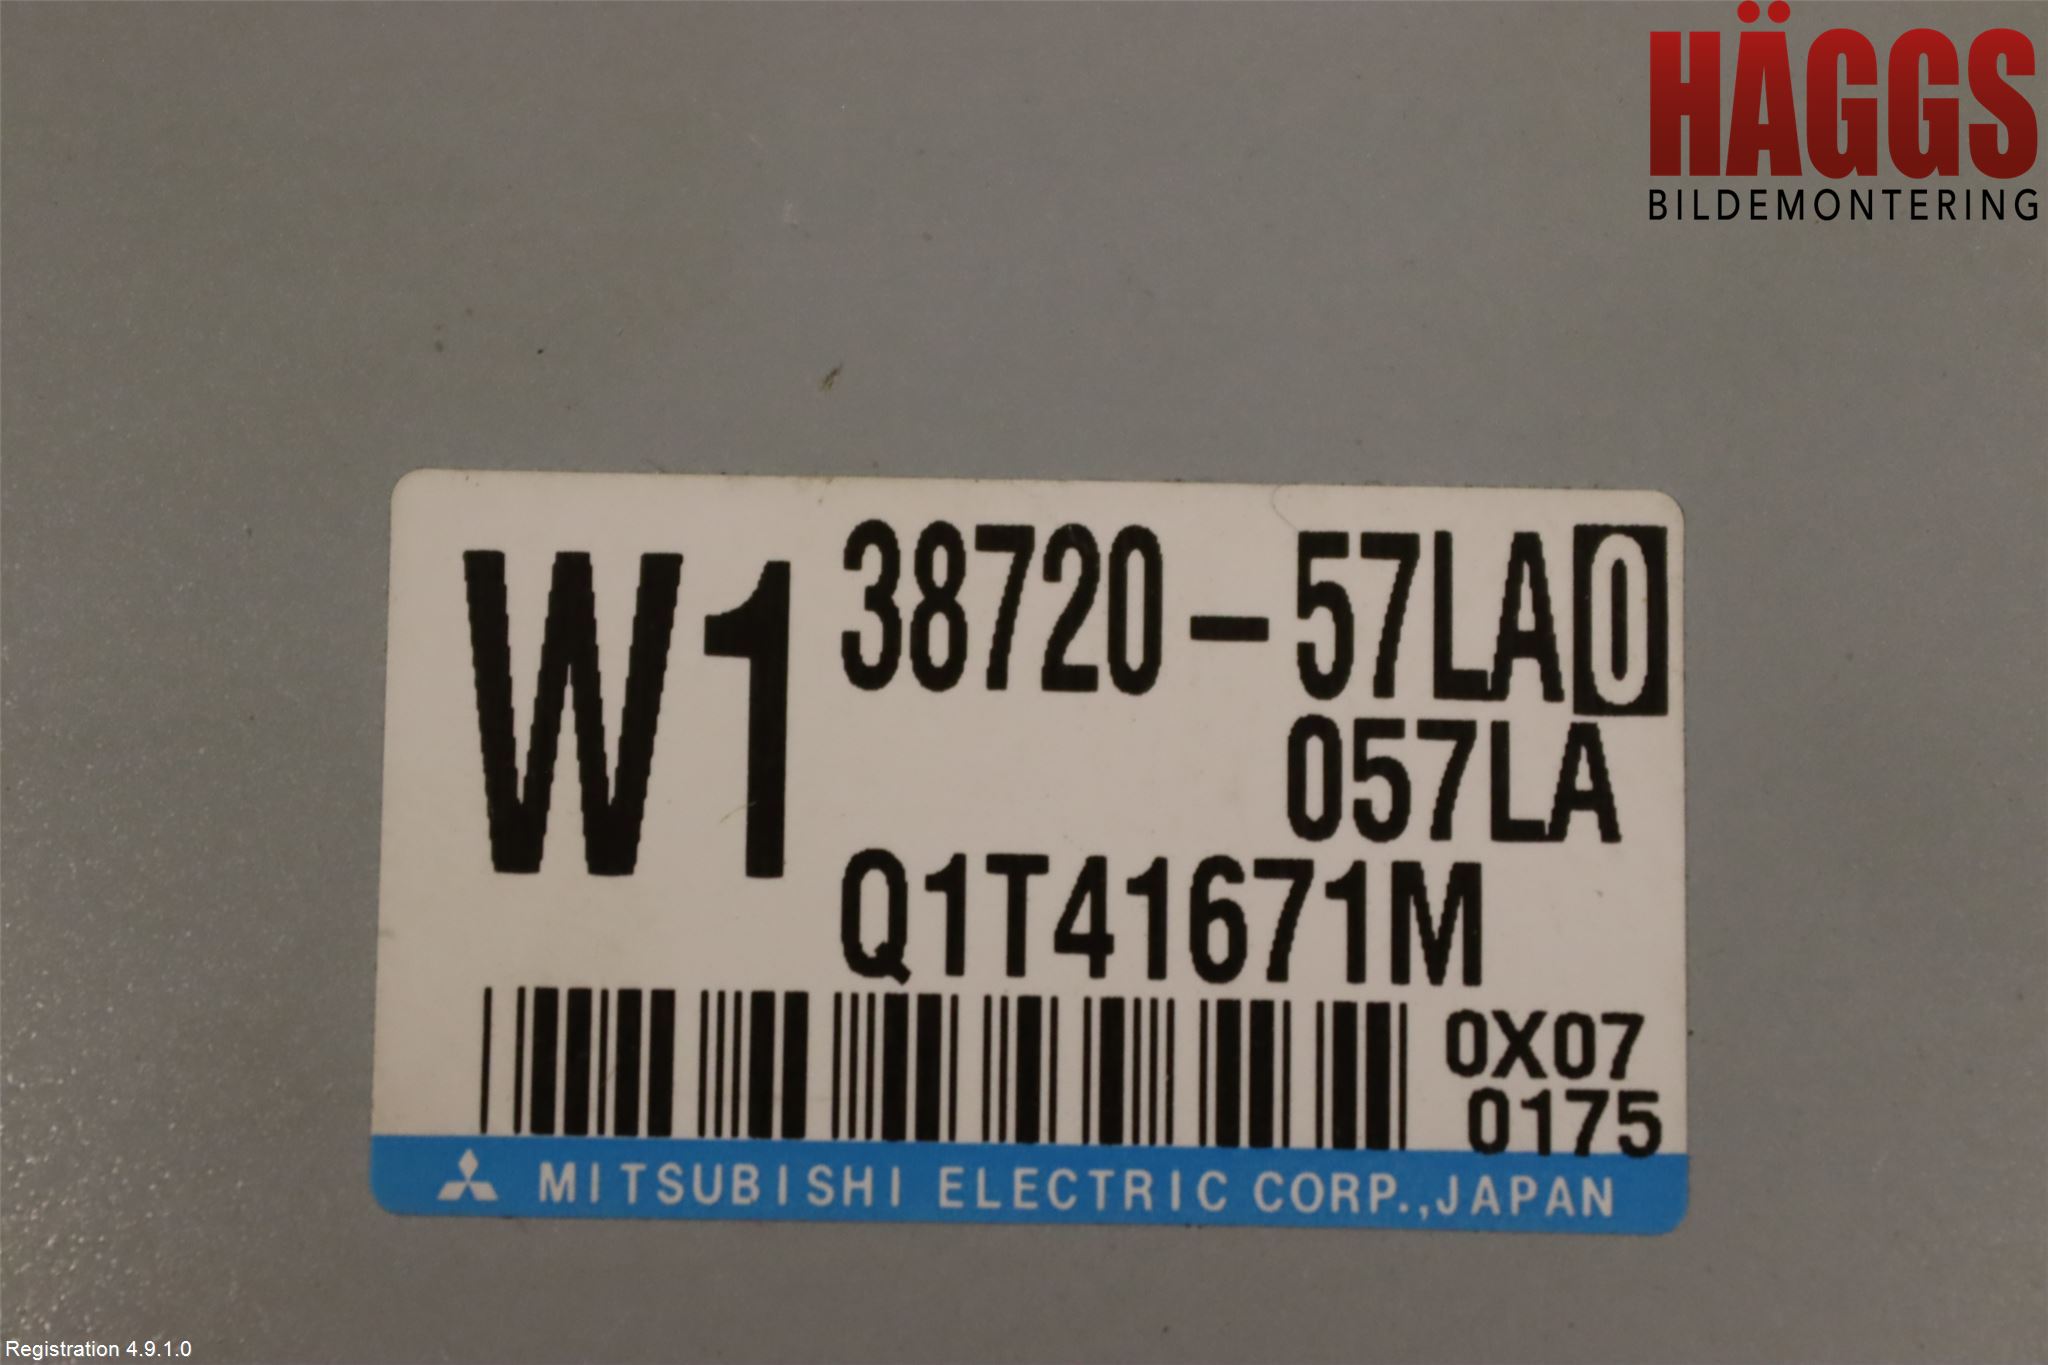 HÄGGS
BILDEMONTERING
W1
38720-57LA0
057LA
Q1T41671M
0X07
0175
MITSUBISHI ELECTRIC CORP.,JAPAN
Registration 4.9.1.0